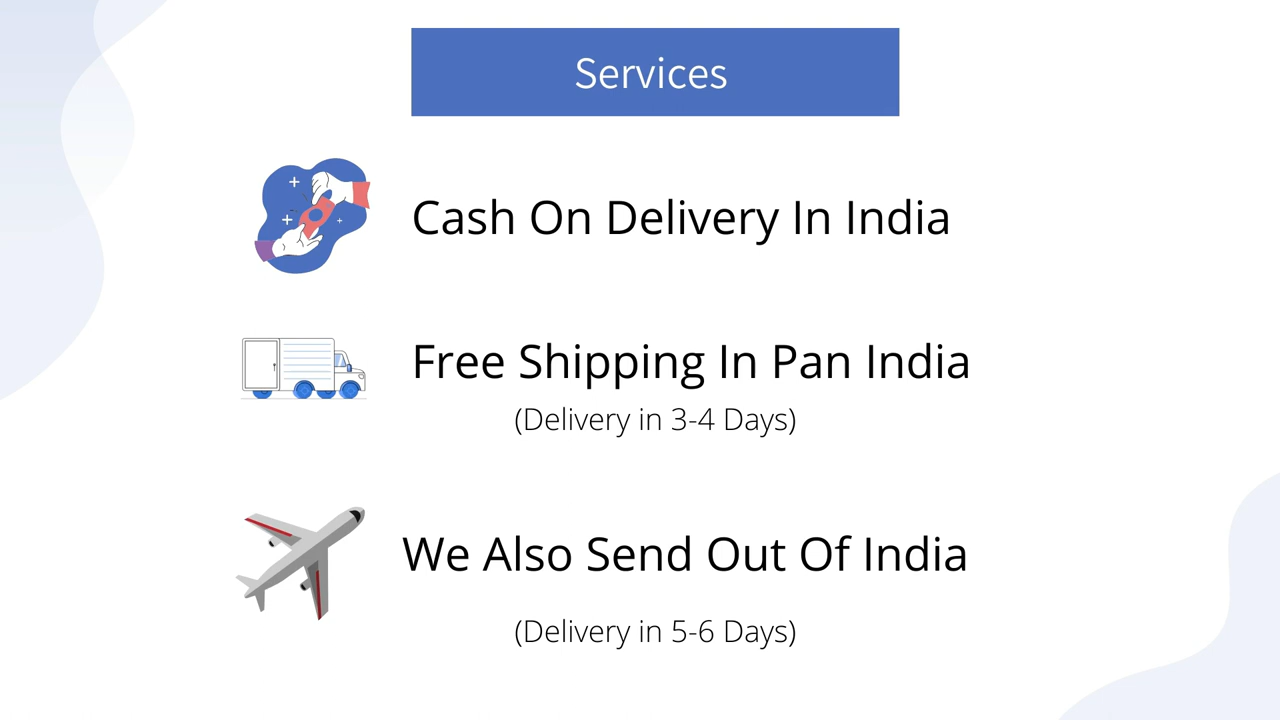 Services
Cash On Delivery In India
Free Shipping In Pan India
(Delivery in 3-4 Days)
We Also Send Out Of India
(Delivery in 5-6 Days)